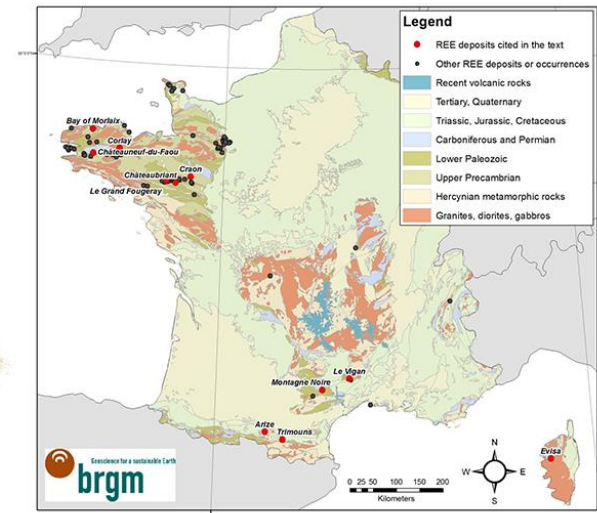 Legend
REE deposits cited in the text
Other REE deposits or occurrences
Recent volcanic rocks
Tertiary, Quaternary
Triassic, Jurassic, Cretaceous
Carboniferous and Permian
Lower Paleozoic
Upper Precambrian
Hercynian metamorphic rocks
Granites, diorites, gabbros
Bay of Morlaix
Corlay
Châteauneuf-du-Faou
Craon
Châteaubriant
Le Grand Fougeray
Le Vigan
Montagne Noire
Arize
Trimouns
Evisa
Geoscience for a sustainable Earth
brgm
0 25 50 100 150 200
Kilometers
N
W E
S